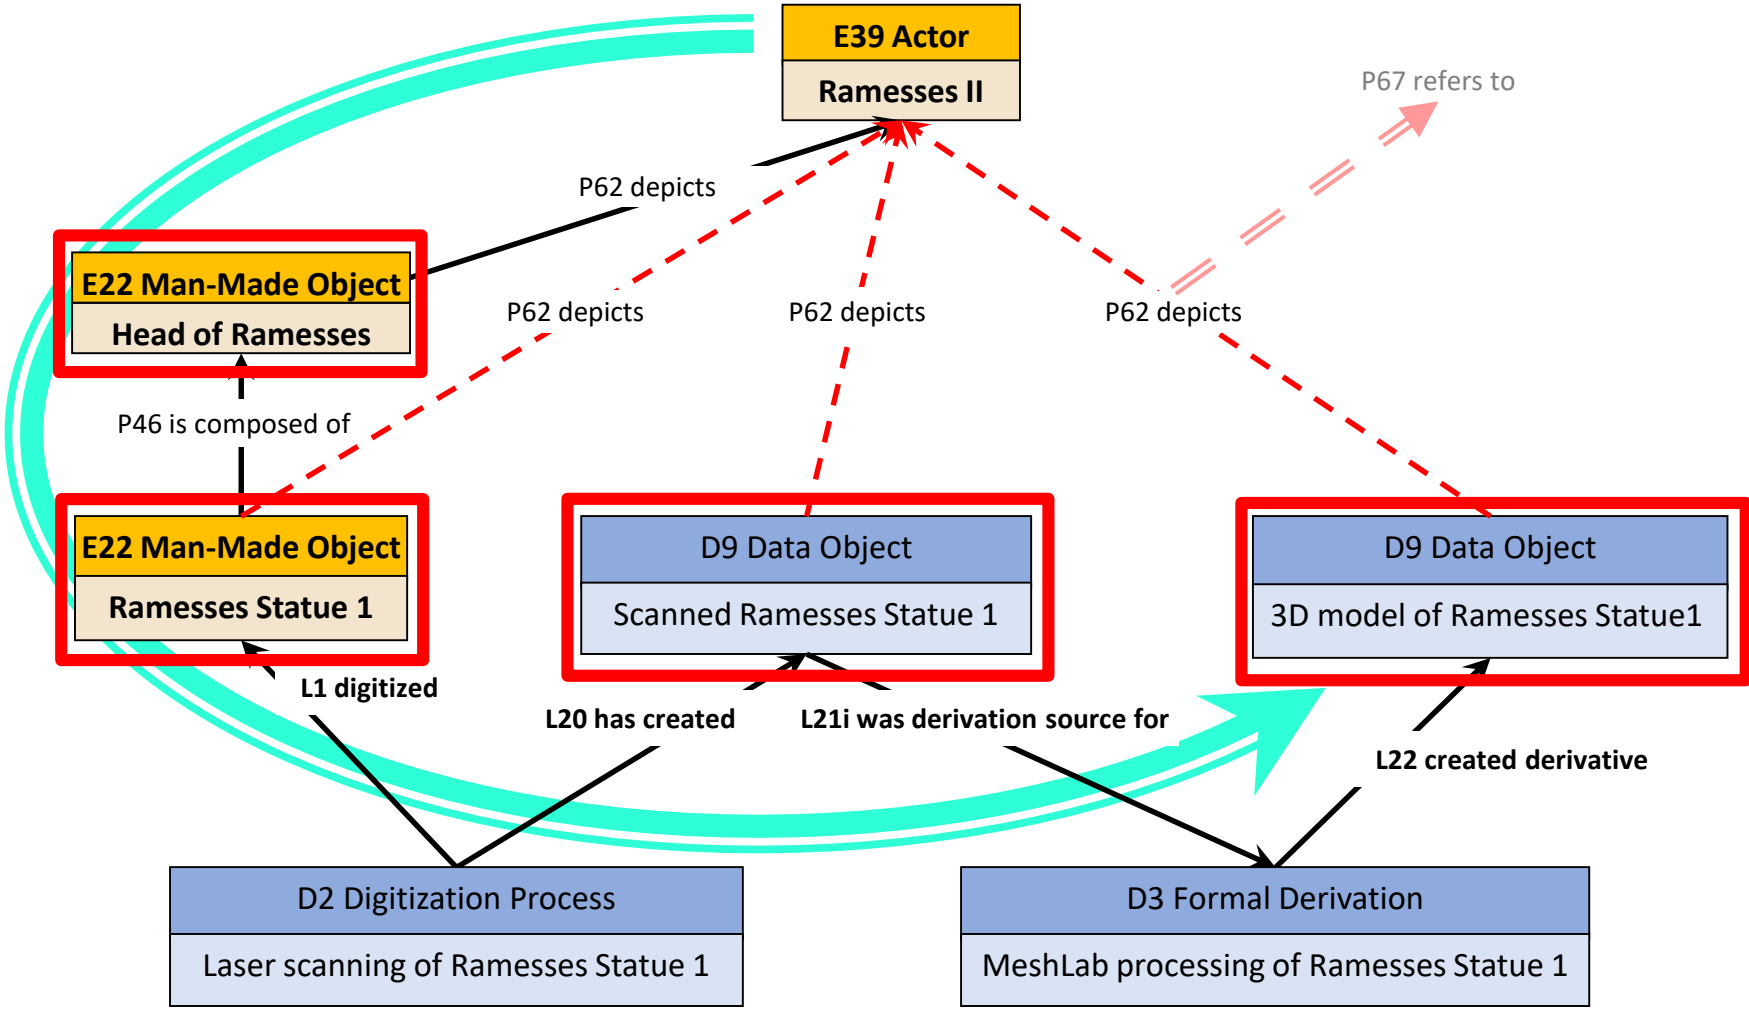 E39 Actor
Ramesses II
P67 refers to
P62 depicts
E22 Man-Made Object
Head of Ramesses
P62 depicts
P62 depicts
P62 depicts
P46 is composed of
E22 Man-Made Object
Ramesses Statue 1
D9 Data Object
Scanned Ramesses Statue 1
D9 Data Object
3D model of Ramesses Statue1
L1 digitized
L20 has created
L21i was derivation source for
L22 created derivative
D2 Digitization Process
Laser scanning of Ramesses Statue 1
D3 Formal Derivation
MeshLab processing of Ramesses Statue 1